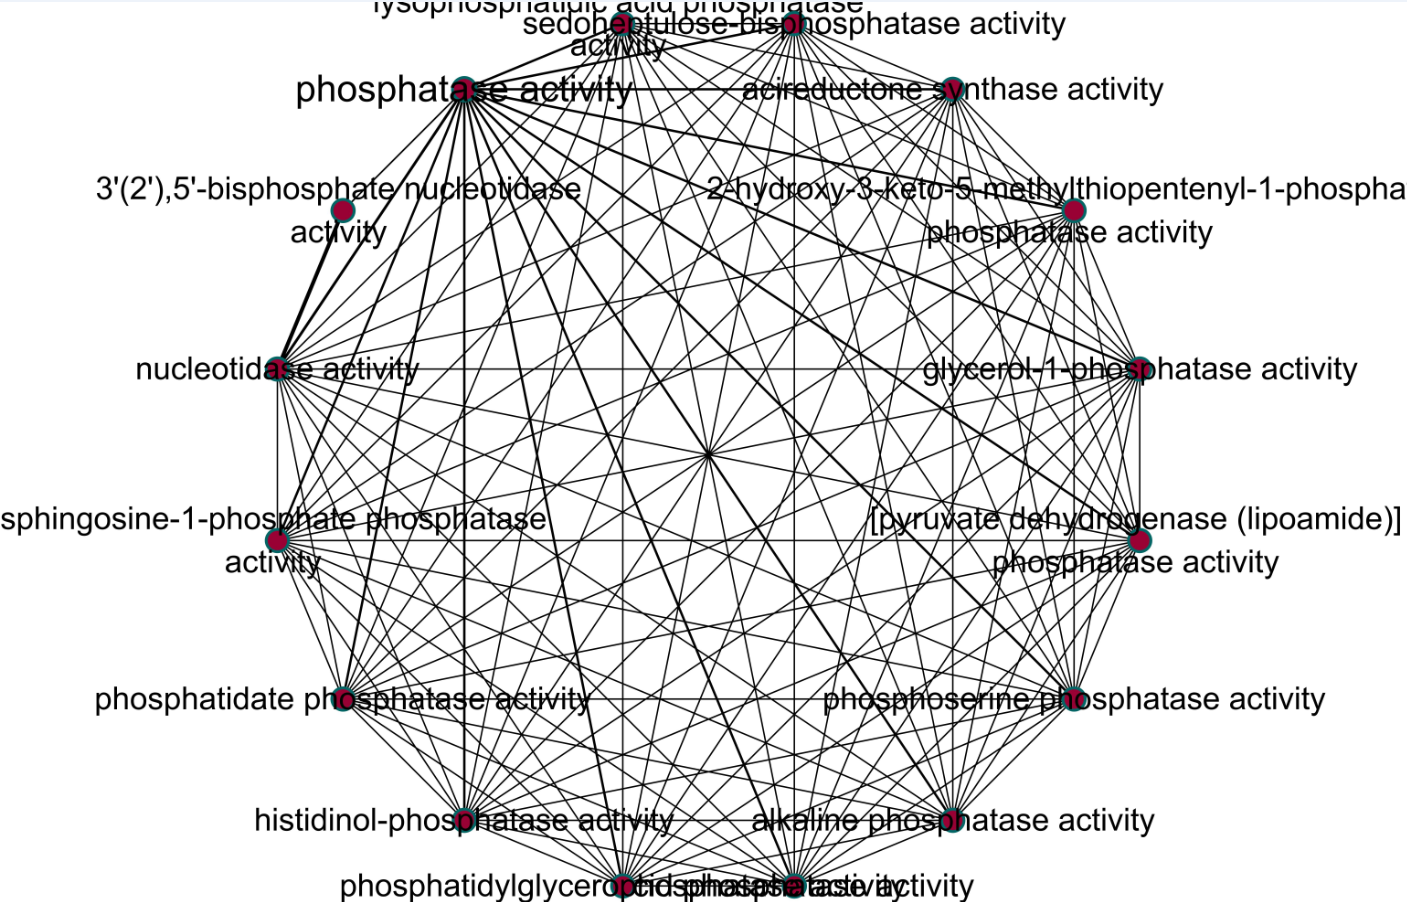 lysophosphatidic acid phosphatase
activity
sedoheptulose-bisphosphatase activity
phosphatase activity
acireductone synthase activity
3'(2'),5'-bisphosphate nucleotidase
activity
2-hydroxy-3-keto-5-methylthiopentenyl-1-phospha
phosphatase activity
nucleotidase activity
glycerol-1-phosphatase activity
sphingosine-1-phosphate phosphatase
activity
[pyruvate dehydrogenase (lipoamide)]
phosphatase activity
phosphatidate phosphatase activity
phosphoserine phosphatase activity
histidinol-phosphatase activity
alkaline phosphatase activity
activity